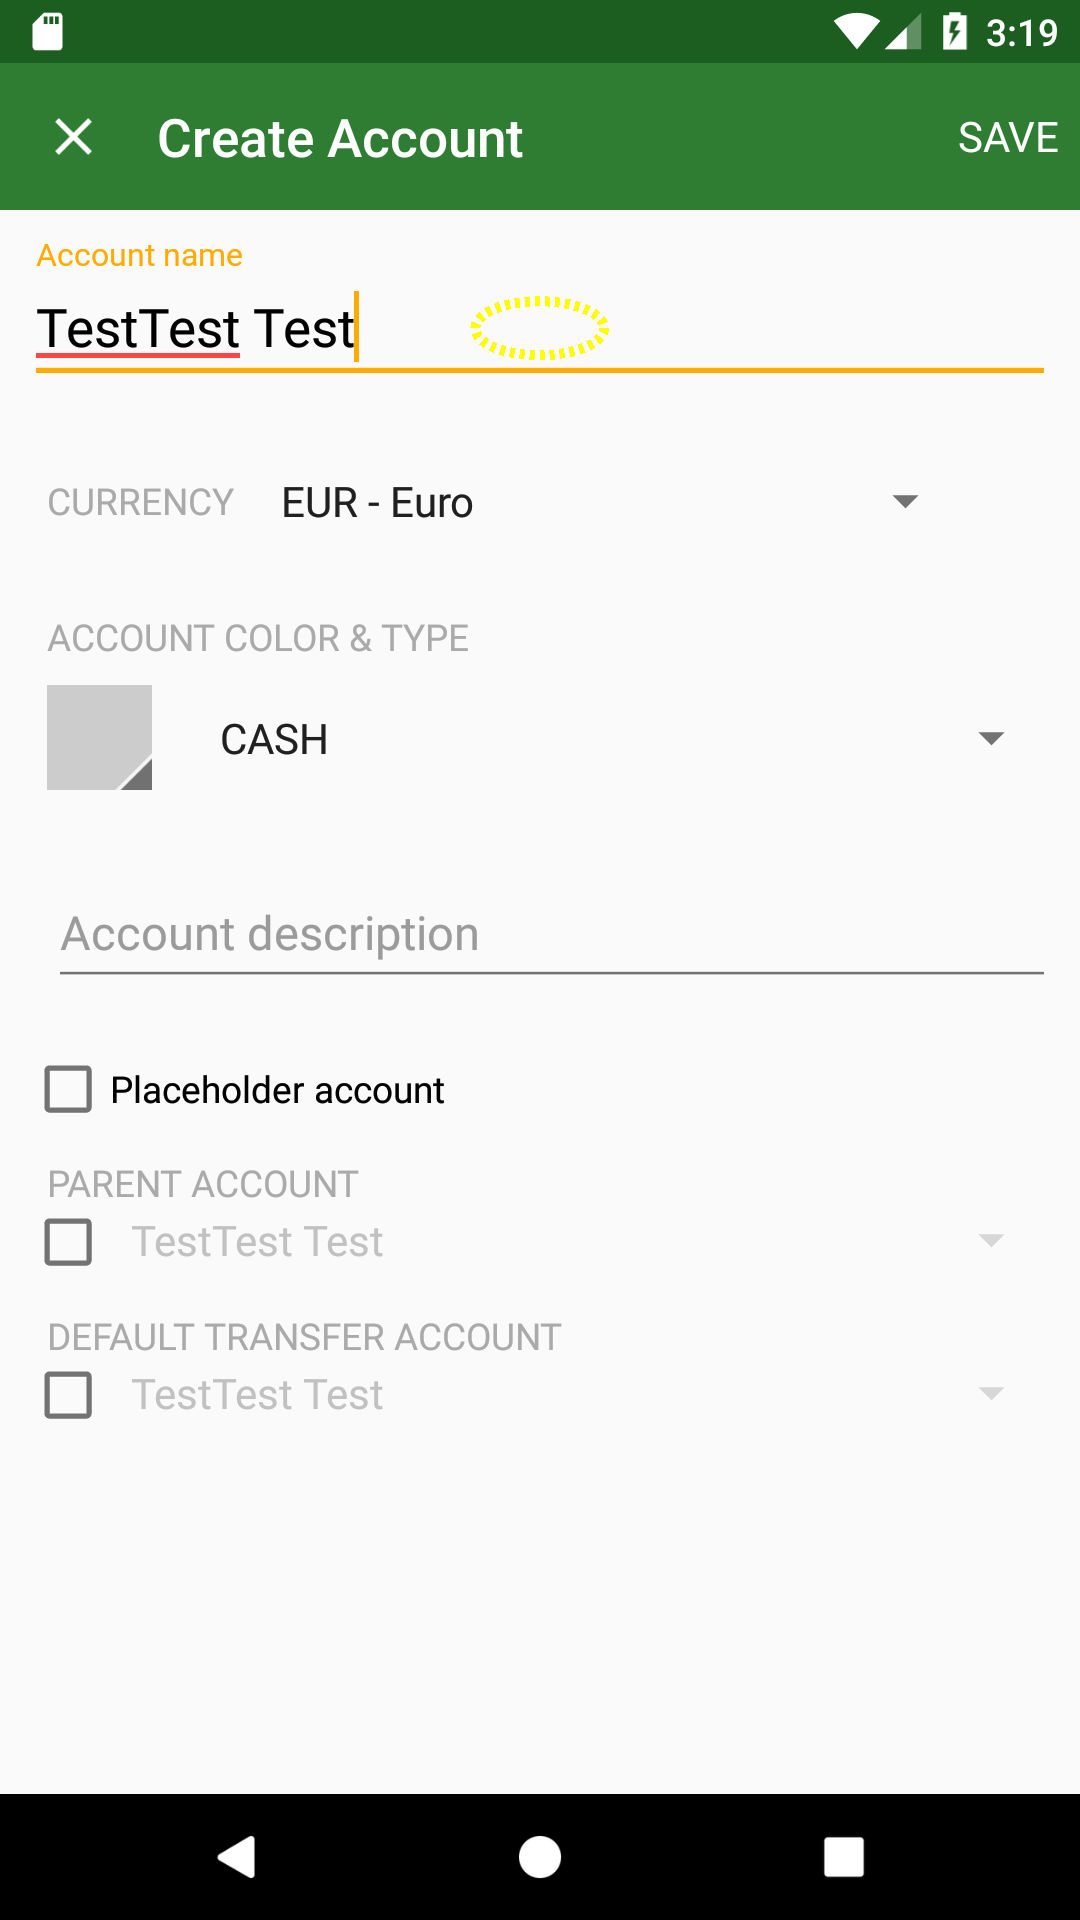 3:19
Create Account
SAVE
Account name
TestTest Test
CURRENCY EUR - Euro
ACCOUNT COLOR & TYPE
CASH
Account description
Placeholder account
PARENT ACCOUNT
TestTest Test
DEFAULT TRANSFER ACCOUNT
TestTest Test